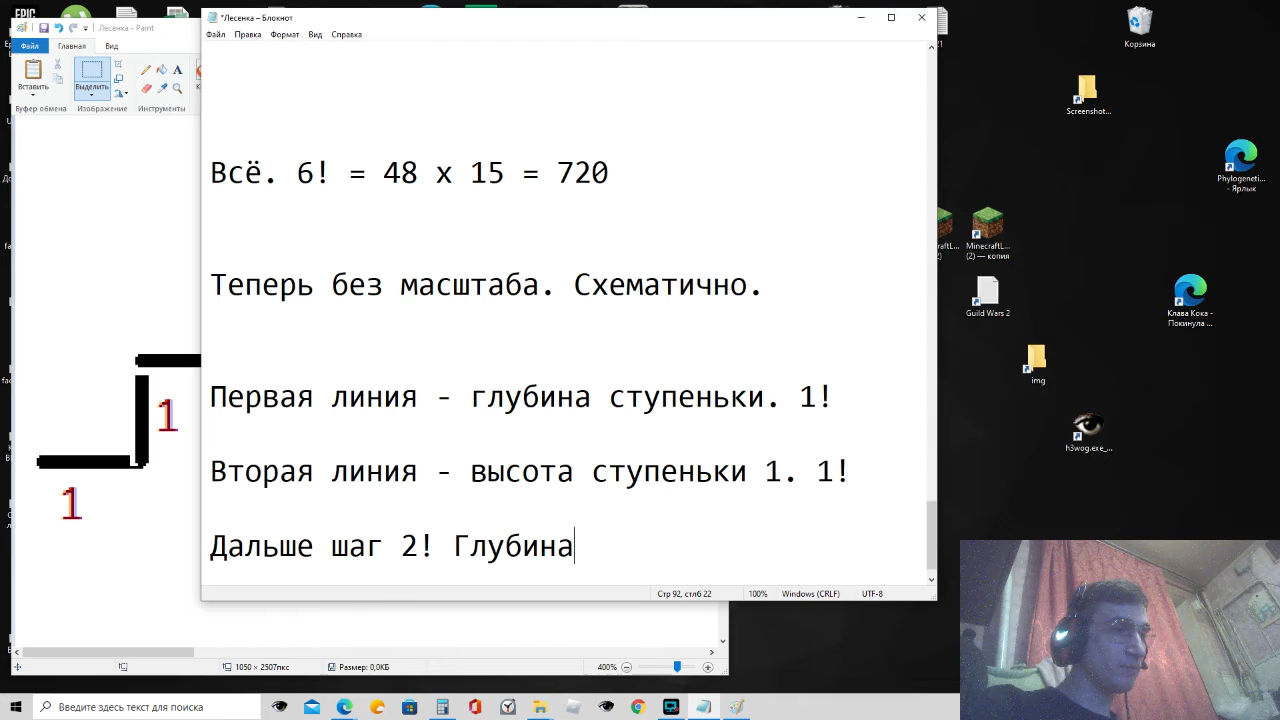 EPIC
*Лесенка – Блокнот
Файл Правка Формат Вид Справка
Лесенка - Paint
Файл Главная Вид
Вставить
Выделить
Буфер обмена Изображение Инструменты
Всё. 6! = 48 х 15 = 720
Теперь без масштаба. Схематично.
Первая линия - глубина ступеньки. 1!
Вторая линия - высота ступеньки 1. 1!
Дальше шаг 2! Глубина
1
1
Стр 92, стлб 22 100% Windows (CRLF) UTF-8
1050 × 2507пкс Размер: 0,0КБ 400%
Корзина
Screenshot...
Phylogeneti...
- Ярлык
MinecraftL...
(2) — копия
Guild Wars 2
Клава Кока -
Покинула ...
img
h3wog.exe_...
Введите здесь текст для поиска